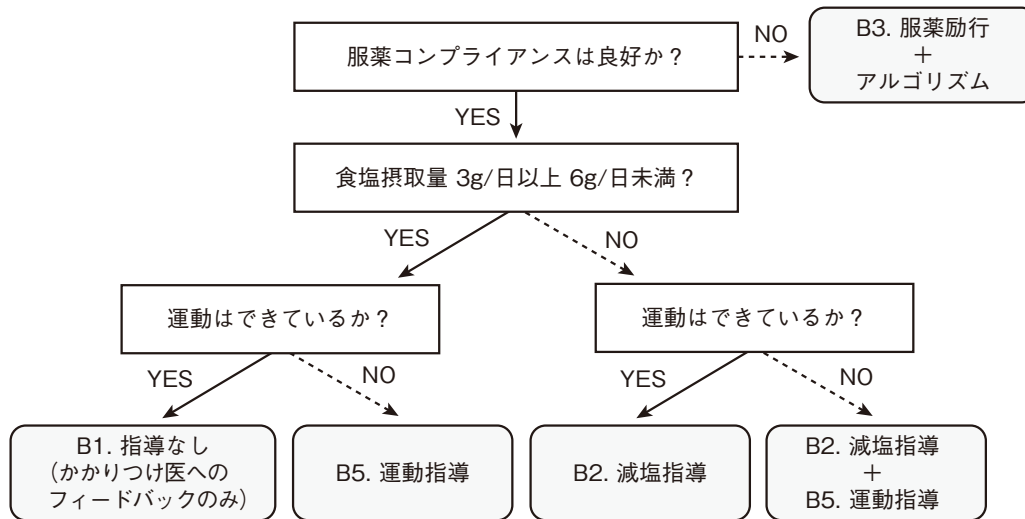 服薬コンプライアンスは良好か？
NO
B3. 服薬励行
＋
アルゴリズム
YES
食塩摂取量 3g/日以上 6g/日未満？
YES
NO
運動はできているか？
運動はできているか？
YES
NO
YES
NO
B1. 指導なし
（かかりつけ医への
フィードバックのみ）
B5. 運動指導
B2. 減塩指導
B2. 減塩指導
＋
B5. 運動指導